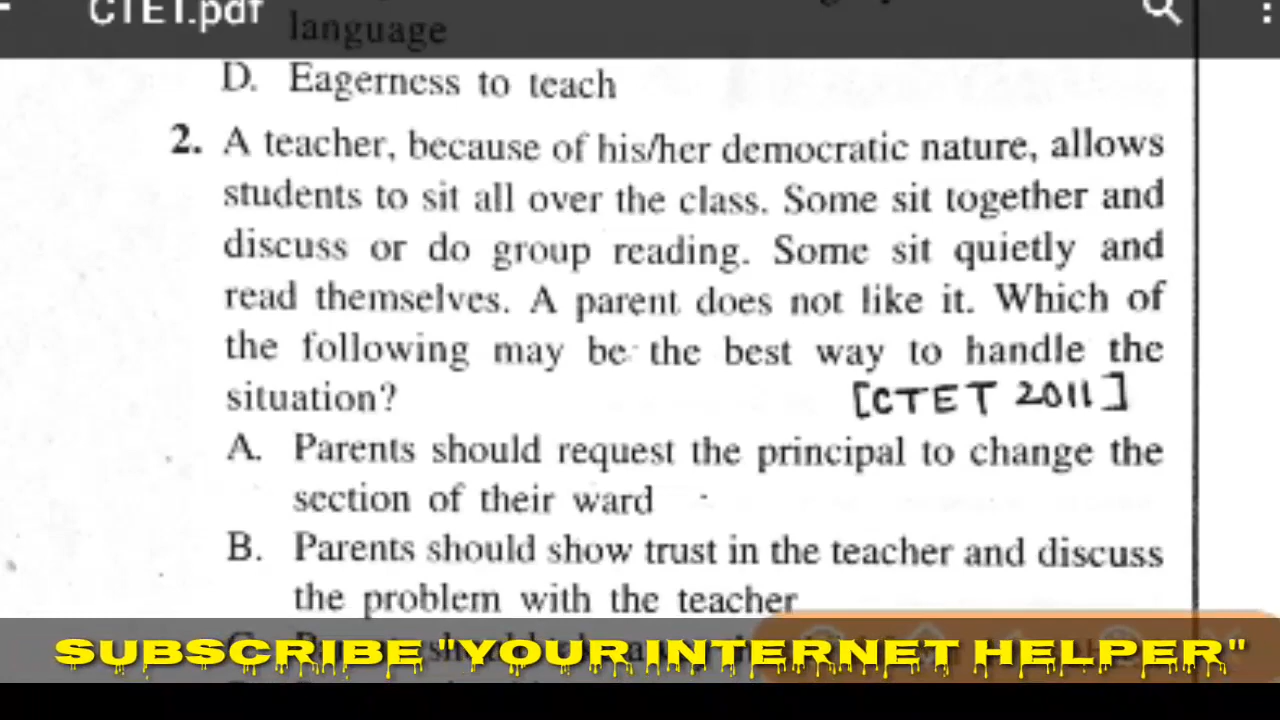 CTET.pdf
language
D. Eagerness to teach
2. A teacher, because of his/her democratic nature, allows
students to sit all over the class. Some sit together and
discuss or do group reading. Some sit quietly and
read themselves. A parent does not like it. Which of
the following may be the best way to handle the
situation? [CTET 2011]
A. Parents should request the principal to change the
section of their ward
B. Parents should show trust in the teacher and discuss
the problem with the teacher
SUBSCRIBE "YOUR INTERNET HELPER"